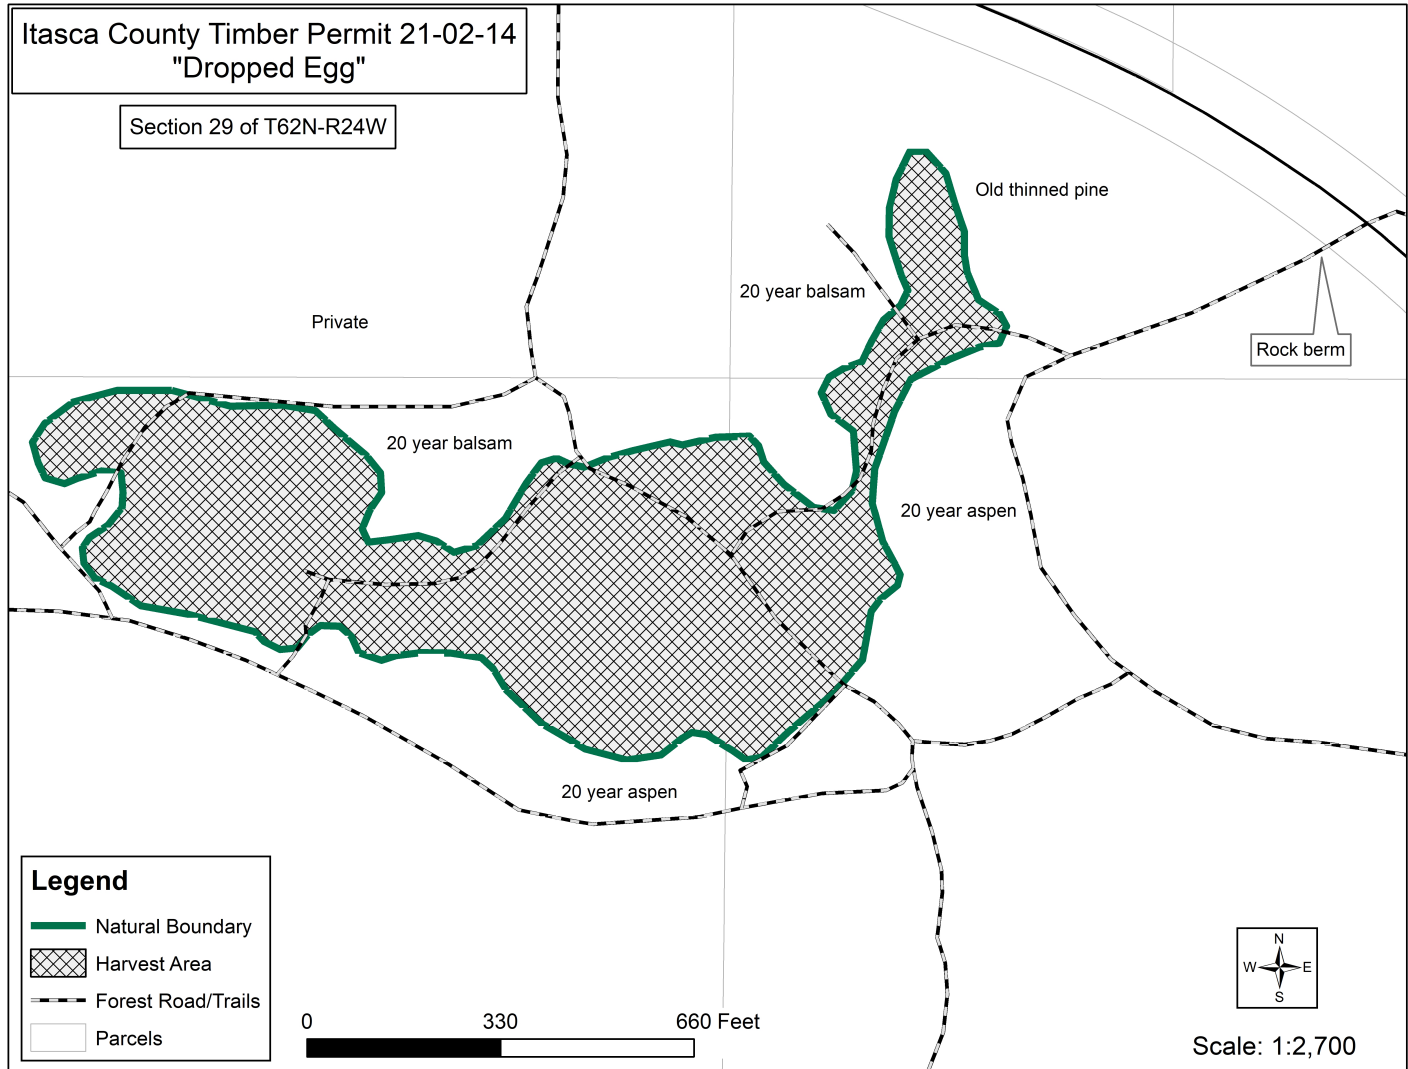 Itasca County Timber Permit 21-02-14
"Dropped Egg"
Section 29 of T62N-R24W
Old thinned pine
20 year balsam
Private
Rock berm
20 year balsam
20 year aspen
20 year aspen
Legend
Natural Boundary
Harvest Area
Forest Road/Trails
Parcels
0 330 660 Feet
N
W E
S
Scale: 1:2,700